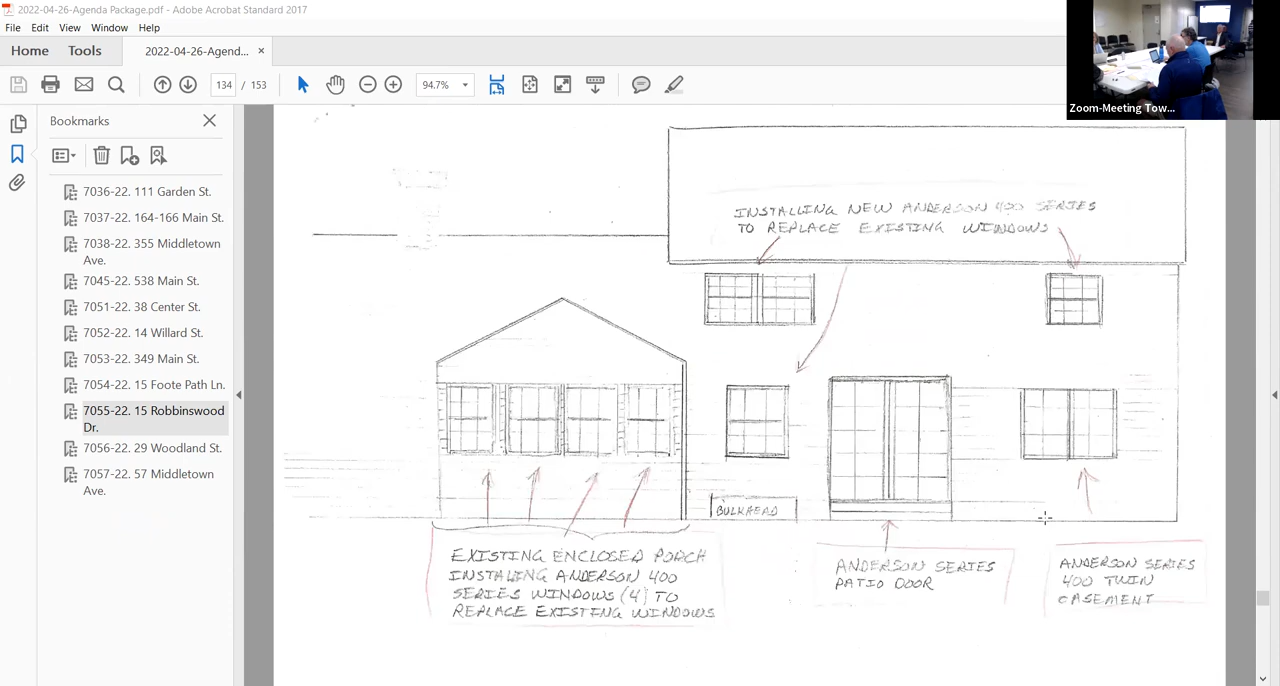 2022-04-26-Agenda Package.pdf - Adobe Acrobat Standard 2017
File Edit View Window Help
Home Tools 2022-04-26-Agend... ×
134 / 153 94.7%
Bookmarks
7036-22. 111 Garden St.
7037-22. 164-166 Main St.
7038-22. 355 Middletown
Ave.
7045-22. 538 Main St.
7051-22. 38 Center St.
7052-22. 14 Willard St.
7053-22. 349 Main St.
7054-22. 15 Foote Path Ln.
7055-22. 15 Robbinswood
Dr.
7056-22. 29 Woodland St.
7057-22. 57 Middletown
Ave.
Zoom-Meeting Tow...
INSTALLING NEW ANDERSON 400 SERIES
TO REPLACE EXISTING WINDOWS
BULKHEAD
EXISTING ENCLOSED PORCH
INSTALING ANDERSON 400
SERIES WINDOWS (4) TO
REPLACE EXISTING WINDOWS
ANDERSON SERIES
PATIO DOOR
ANDERSON SERIES
400 TWIN
CASEMENT